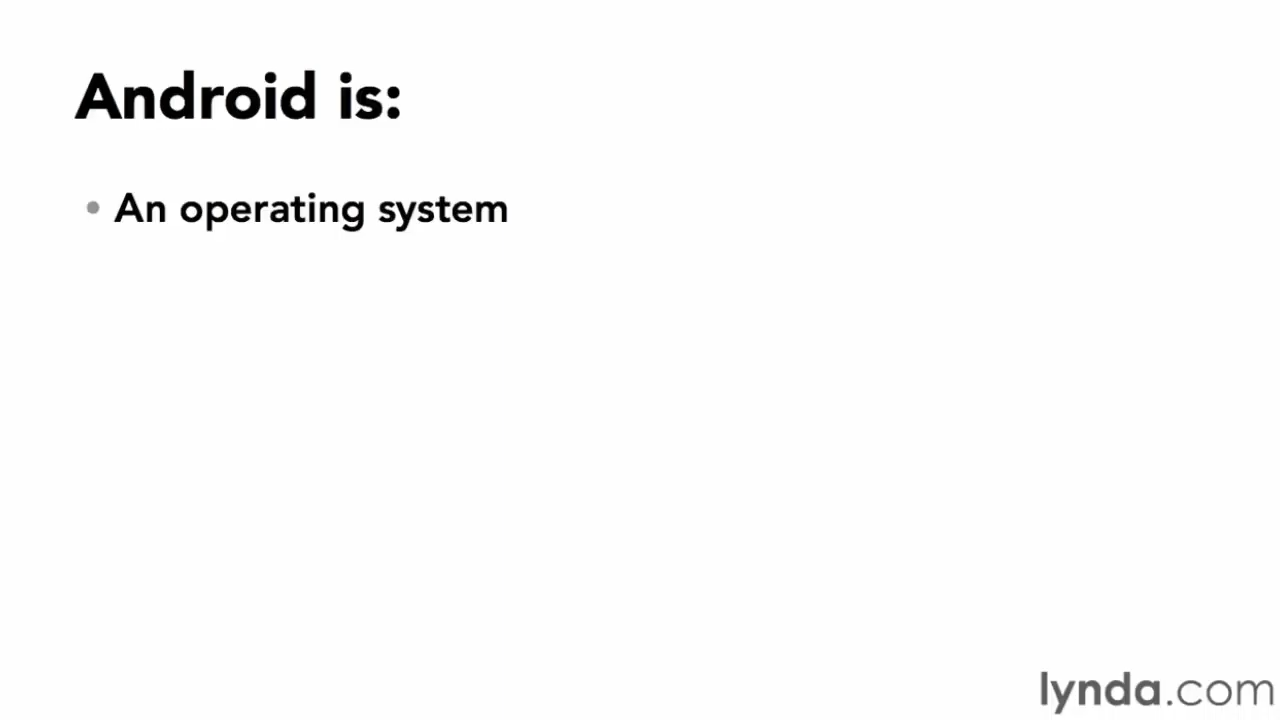 Android is:
• An operating system
lynda.com